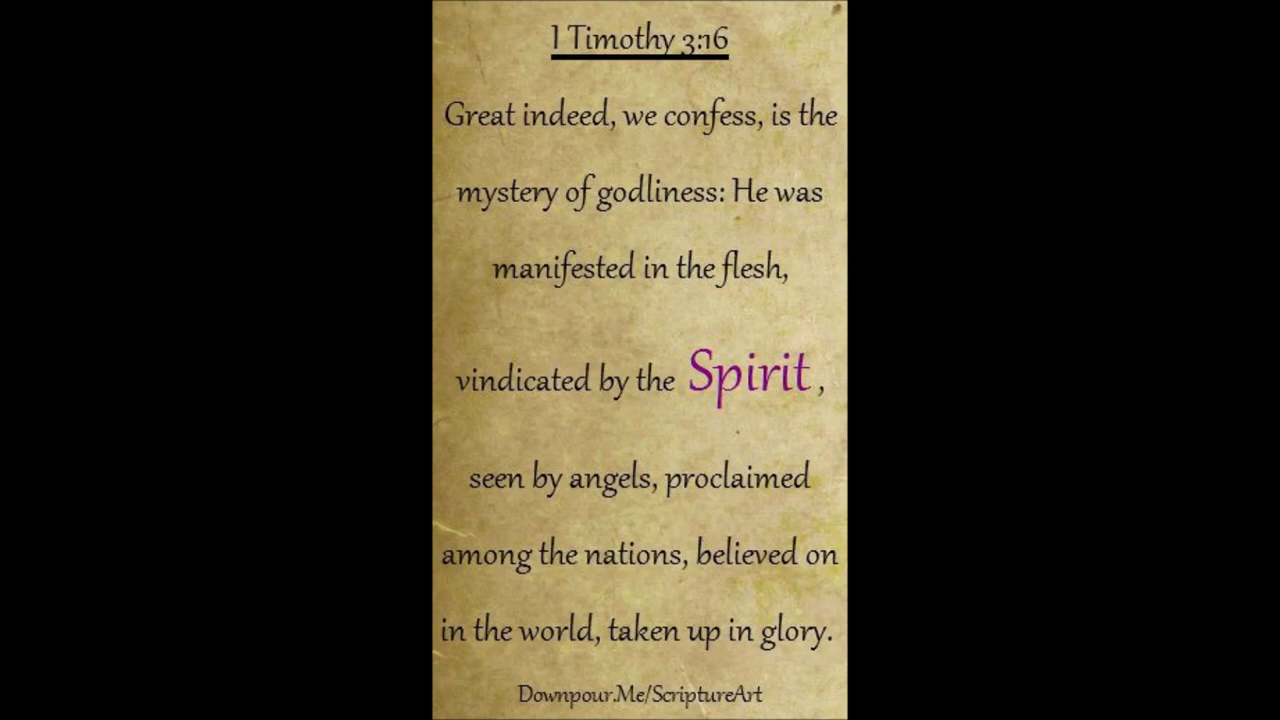 I Timothy 3:16
Great indeed, we confess, is the
mystery of godliness: He was
manifested in the flesh,
vindicated by the Spirit ,
seen by angels, proclaimed
among the nations, believed on
in the world, taken up in glory.
Downpour.Me/ScriptureArt